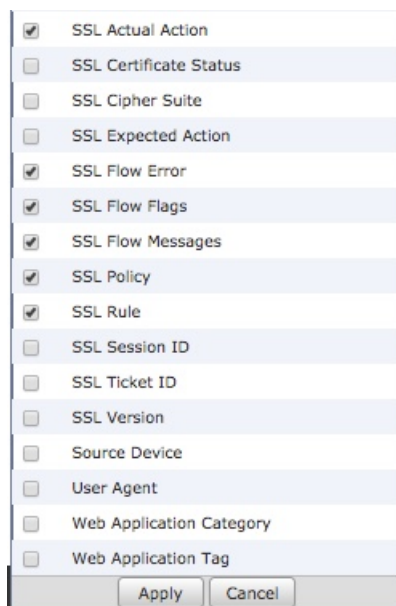 SSL Actual Action
SSL Certificate Status
SSL Cipher Suite
SSL Expected Action
SSL Flow Error
SSL Flow Flags
SSL Flow Messages
SSL Policy
SSL Rule
SSL Session ID
SSL Ticket ID
SSL Version
Source Device
User Agent
Web Application Category
Web Application Tag
Apply Cancel